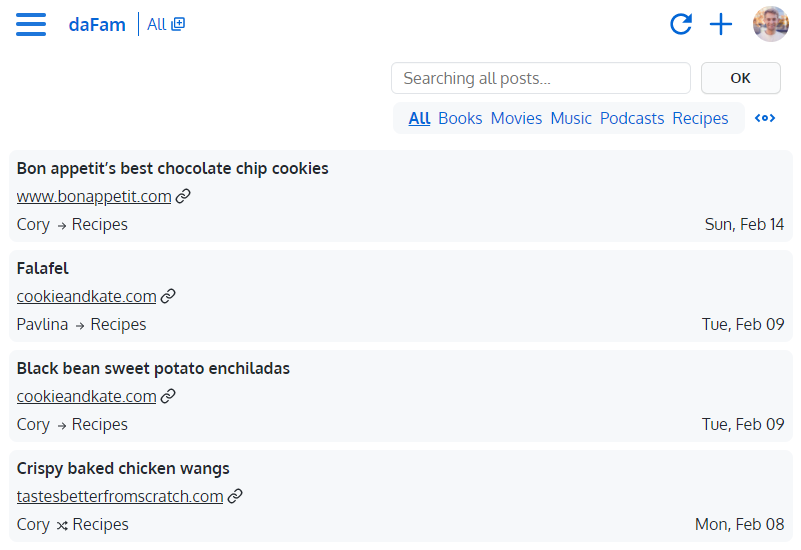 daFam All
Searching all posts...
OK
All Books Movies Music Podcasts Recipes
Bon appetit’s best chocolate chip cookies
www.bonappetit.com
Cory → Recipes
Sun, Feb 14
Falafel
cookieandkate.com
Pavlina → Recipes
Tue, Feb 09
Black bean sweet potato enchiladas
cookieandkate.com
Cory → Recipes
Tue, Feb 09
Crispy baked chicken wangs
tastesbetterfromscratch.com
Cory Recipes
Mon, Feb 08